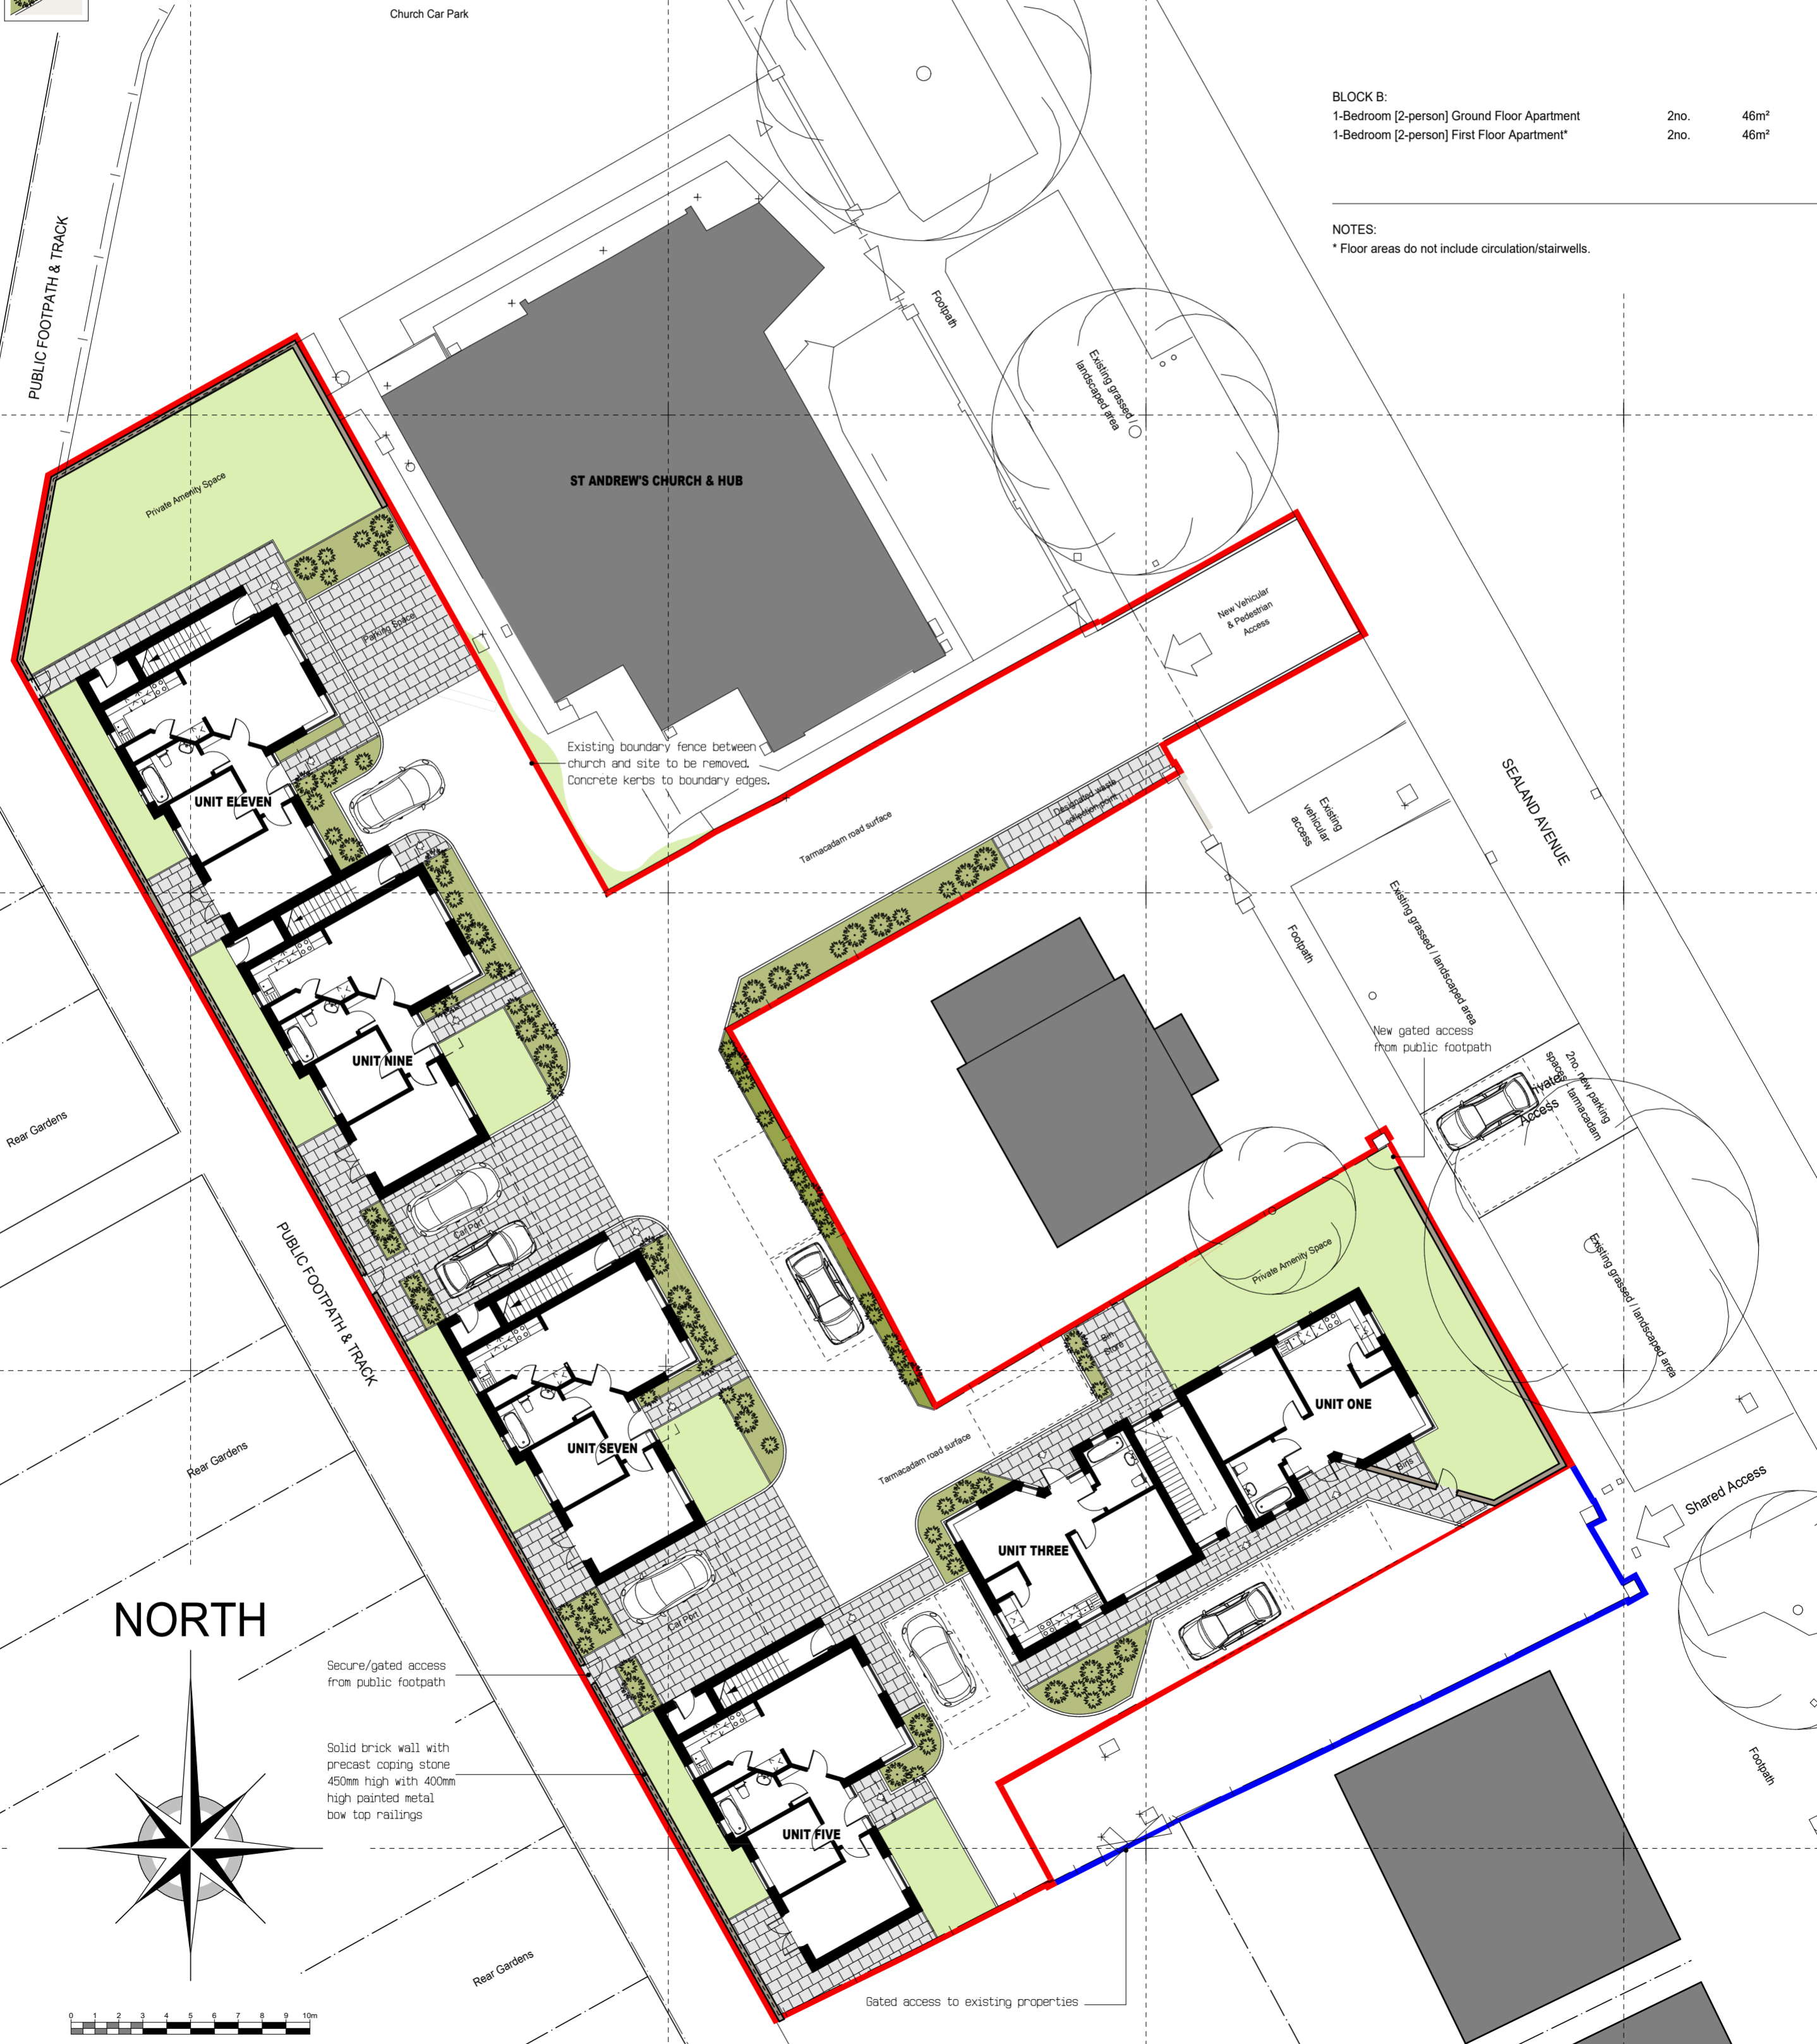 Church Car Park
BLOCK B:
1-Bedroom [2-person] Ground Floor Apartment 2no. 46m²
1-Bedroom [2-person] First Floor Apartment* 2no. 46m²
NOTES:
* Floor areas do not include circulation/stairwells.
PUBLIC FOOTPATH & TRACK
Footpath
Existing grassed /
landscaped area
ST ANDREW'S CHURCH & HUB
Private Amenity Space
Parking Space
New Vehicular
& Pedestrian
Access
Existing boundary fence between
church and site to be removed.
Concrete kerbs to boundary edges.
UNIT ELEVEN
Designated waste
collection point
Tarmacadam road surface
Existing
vehicular
access
SEALAND AVENUE
Existing grassed / landscaped area
Footpath
UNIT NINE
New gated access
from public footpath
2no. new parking
spaces - tarmacadam
Private
Access
Rear Gardens
Car Port
PUBLIC FOOTPATH & TRACK
Private Amenity Space
Existing grassed / landscaped area
Bin
Store
UNIT ONE
UNIT SEVEN
Rear Gardens
Tarmacadam road surface
Bins
Shared Access
UNIT THREE
Car Port
NORTH
Secure/gated access
from public footpath
Solid brick wall with
precast coping stone
450mm high with 400mm
high painted metal
bow top railings
Footpath
UNIT FIVE
Rear Gardens
Gated access to existing properties
0 1 2 3 4 5 6 7 8 9 10m